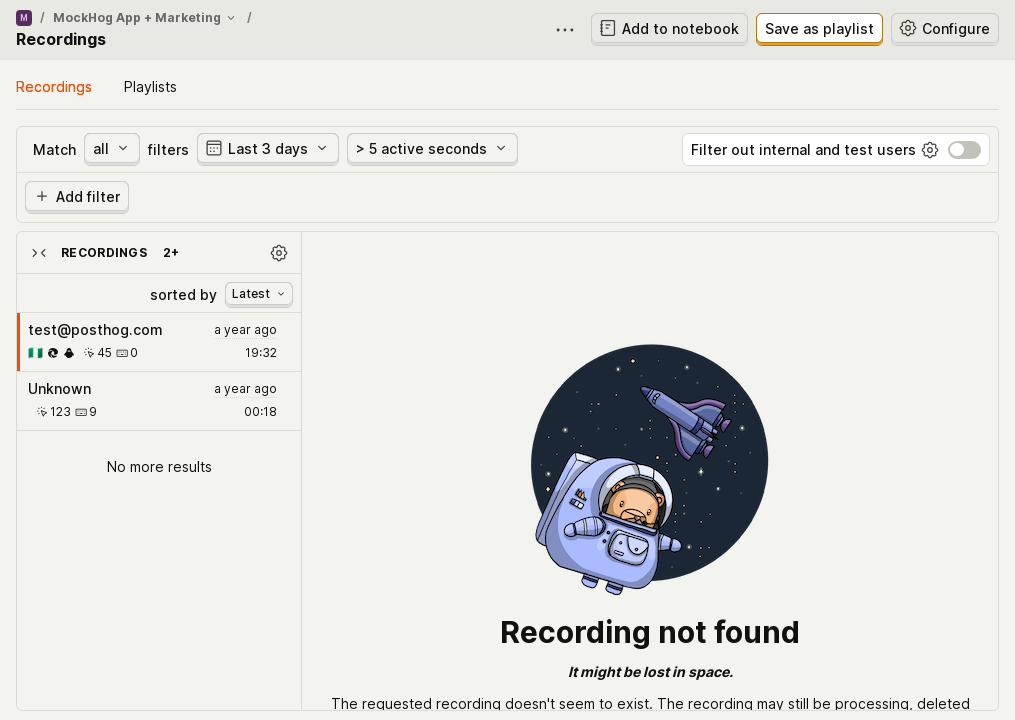 M / MockHog App + Marketing /
Recordings
Add to notebook
Save as playlist
Configure
Recordings Playlists
Match all filters Last 3 days > 5 active seconds Filter out internal and test users
Add filter
RECORDINGS 2+
sorted by Latest
test@posthog.com a year ago
45 0 19:32
Unknown a year ago
123 9 00:18
No more results
Recording not found
It might be lost in space.
The requested recording doesn't seem to exist. The recording may still be processing, deleted